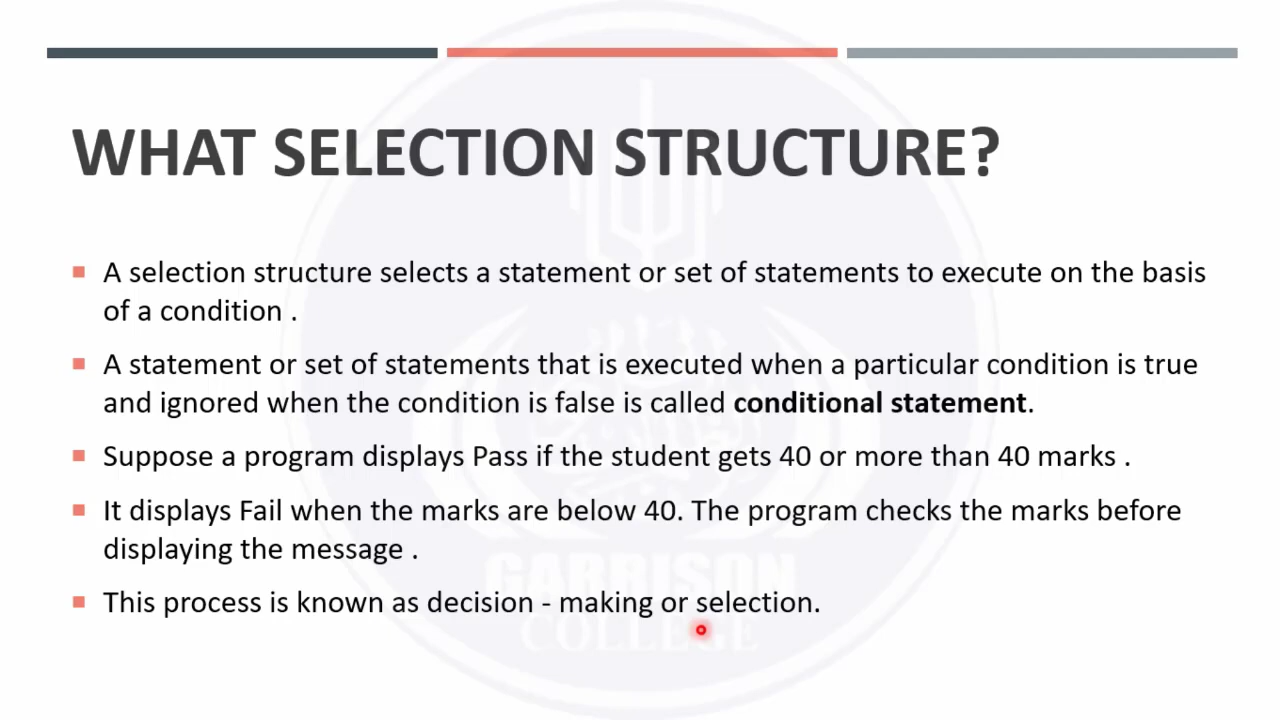 WHAT SELECTION STRUCTURE?
A selection structure selects a statement or set of statements to execute on the basis
of a condition .
A statement or set of statements that is executed when a particular condition is true
and ignored when the condition is false is called conditional statement.
Suppose a program displays Pass if the student gets 40 or more than 40 marks .
It displays Fail when the marks are below 40. The program checks the marks before
displaying the message .
GARRISON
This process is known as decision - making or selection.
COLLEGE